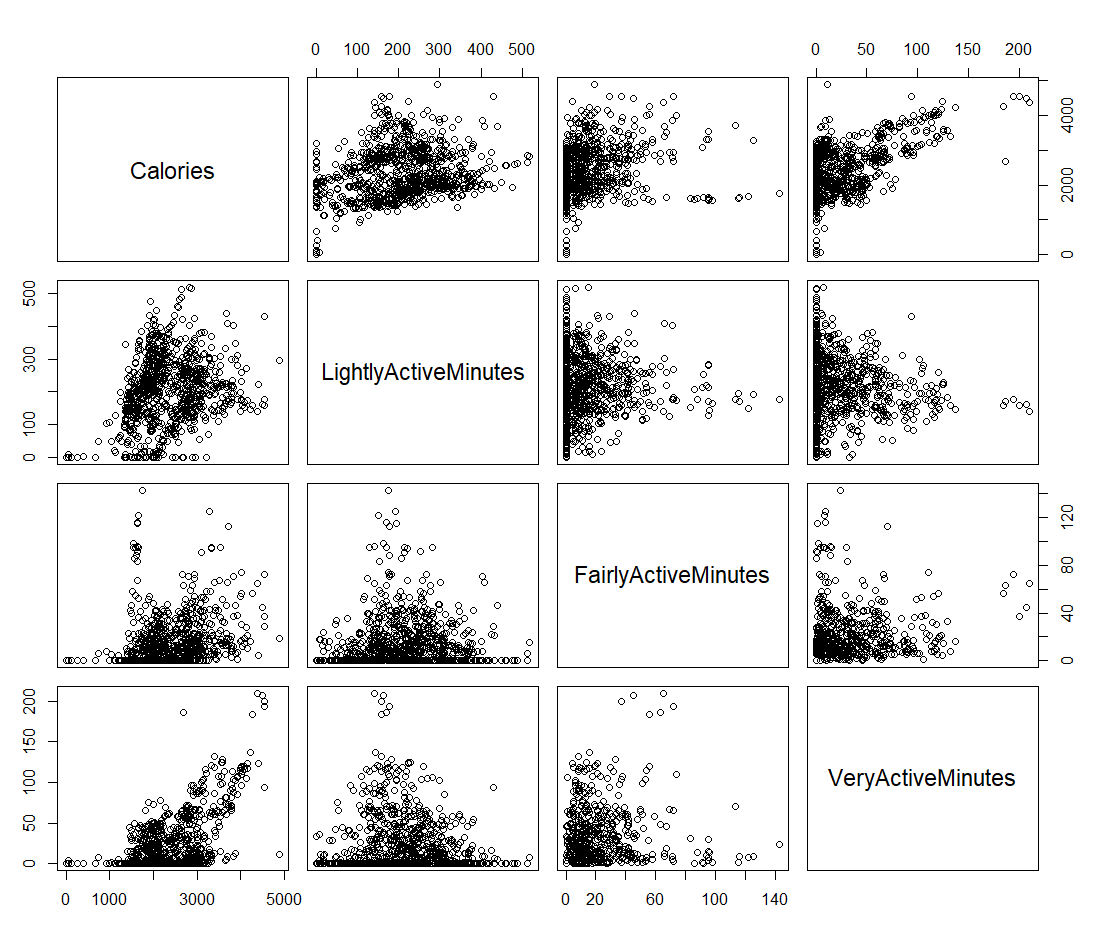 0 100 200 300 400 500
0 50 100 150 200
Calories
0 2000 4000
0 100 300 500
LightlyActiveMinutes
FairlyActiveMinutes
0 40 80 120
0 50 100 150 200
VeryActiveMinutes
0 1000 3000 5000
0 20 60 100 140